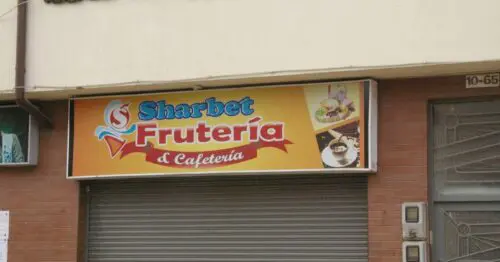 10-65
S
Sharbet
Frutería
& Cafetería